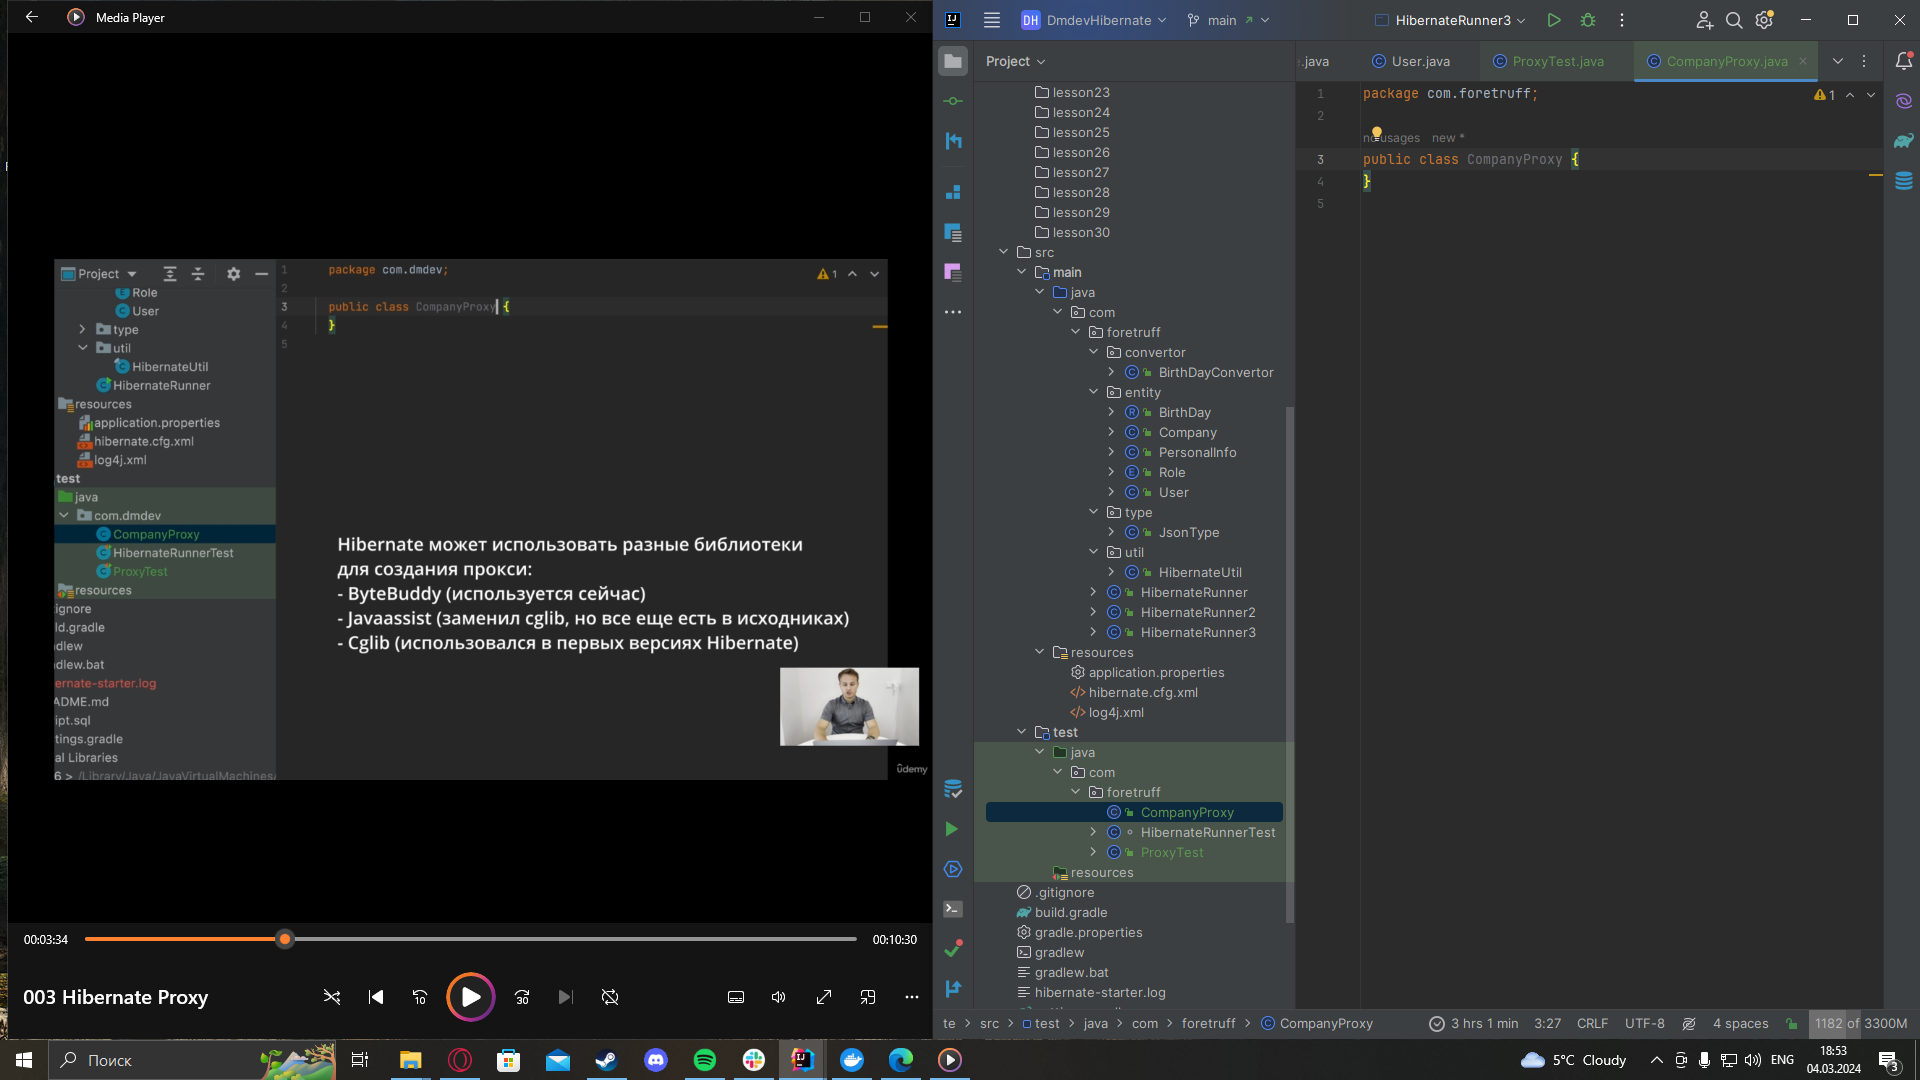 Media Player
Project
Role
User
type
util
HibernateUtil
HibernateRunner
resources
application.properties
hibernate.cfg.xml
log4j.xml
test
java
com.dmdev
CompanyProxy
HibernateRunnerTest
ProxyTest
resources
ignore
ld.gradle
dlew
dlew.bat
ernate-starter.log
ADME.md
ipt.sql
tings.gradle
al Libraries
6 > /Library/Java/JavaVirtualMachines/
1 package com.dmdev;
2
3 public class CompanyProxy {
4 }
5
1
Hibernate может использовать разные библиотеки
для создания прокси:
- ByteBuddy (используется сейчас)
- Javaassist (заменил cglib, но все еще есть в исходниках)
- Cglib (использовался в первых версиях Hibernate)
ûdemy
00:03:34
00:10:30
003 Hibernate Proxy
10
30
DH DmdevHibernate
main
HibernateRunner3
Project
.java
User.java
ProxyTest.java
CompanyProxy.java
lesson23
lesson24
lesson25
lesson26
lesson27
lesson28
lesson29
lesson30
src
main
java
com
foretruff
convertor
BirthDayConvertor
entity
BirthDay
Company
PersonalInfo
Role
User
type
JsonType
util
HibernateUtil
HibernateRunner
HibernateRunner2
HibernateRunner3
resources
application.properties
hibernate.cfg.xml
log4j.xml
test
java
com
foretruff
CompanyProxy
HibernateRunnerTest
ProxyTest
resources
.gitignore
build.gradle
gradle.properties
gradlew
gradlew.bat
hibernate-starter.log
1 package com.foretruff;
2
usages new *
3 public class CompanyProxy {
4 }
5
1
te > src > test > java > com > foretruff > CompanyProxy
3 hrs 1 min
3:27
CRLF
UTF-8
4 spaces
1182 of 3300M
Поиск
5°C Cloudy
ENG
18:53
04.03.2024
3